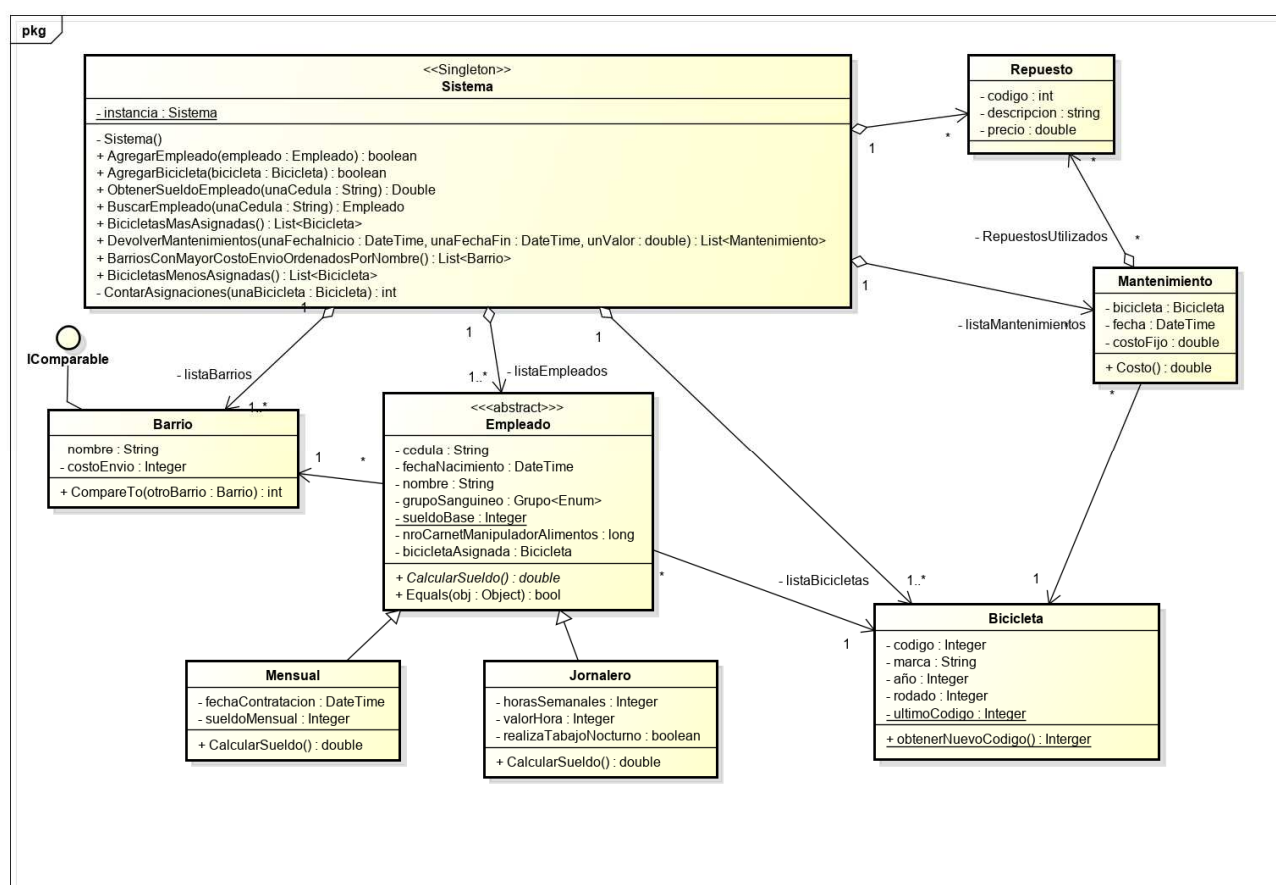 pkg
<<Singleton>>
Sistema
- instancia : Sistema
- Sistema()
+ AgregarEmpleado(empleado : Empleado) : boolean
+ AgregarBicicleta(bicicleta : Bicicleta) : boolean
+ ObtenerSueldoEmpleado(unaCedula : String) : Double
+ BuscarEmpleado(unaCedula : String) : Empleado
+ BicicletasMasAsignadas() : List<Bicicleta>
+ DevolverMantenimientos(unaFechaInicio : DateTime, unaFechaFin : DateTime, unValor : double) : List<Mantenimiento>
+ BarriosConMayorCostoEnvioOrdenadosPorNombre() : List<Barrio>
+ BicicletasMenosAsignadas() : List<Bicicleta>
- ContarAsignaciones(unaBicicleta : Bicicleta) : int
Repuesto
- codigo : int
- descripcion : string
- precio : double
1
*
*
- RepuestosUtilizados
*
1
- listaMantenimientos
*
Mantenimiento
- bicicleta : Bicicleta
- fecha : DateTime
- costoFijo : double
+ Costo() : double
*
1
1
1
1
IComparable
- listaBarrios
1..*
1..*
- listaEmpleados
Barrio
nombre : String
- costoEnvio : Integer
+ CompareTo(otroBarrio : Barrio) : int
1
*
<<<abstract>>>
Empleado
- cedula : String
- fechaNacimiento : DateTime
- nombre : String
- grupoSanguineo : Grupo<Enum>
- sueldoBase : Integer
- nroCarnetManipuladorAlimentos : long
- bicicletaAsignada : Bicicleta
+ CalcularSueldo() : double
+ Equals(obj : Object) : bool
*
- listaBicicletas
1..*
1
Mensual
- fechaContratacion : DateTime
- sueldoMensual : Integer
+ CalcularSueldo() : double
Jornalero
- horasSemanales : Integer
- valorHora : Integer
- realizaTabajoNocturno : boolean
+ CalcularSueldo() : double
Bicicleta
- codigo : Integer
- marca : String
- año : Integer
- rodado : Integer
- ultimoCodigo : Integer
+ obtenerNuevoCodigo() : Interger